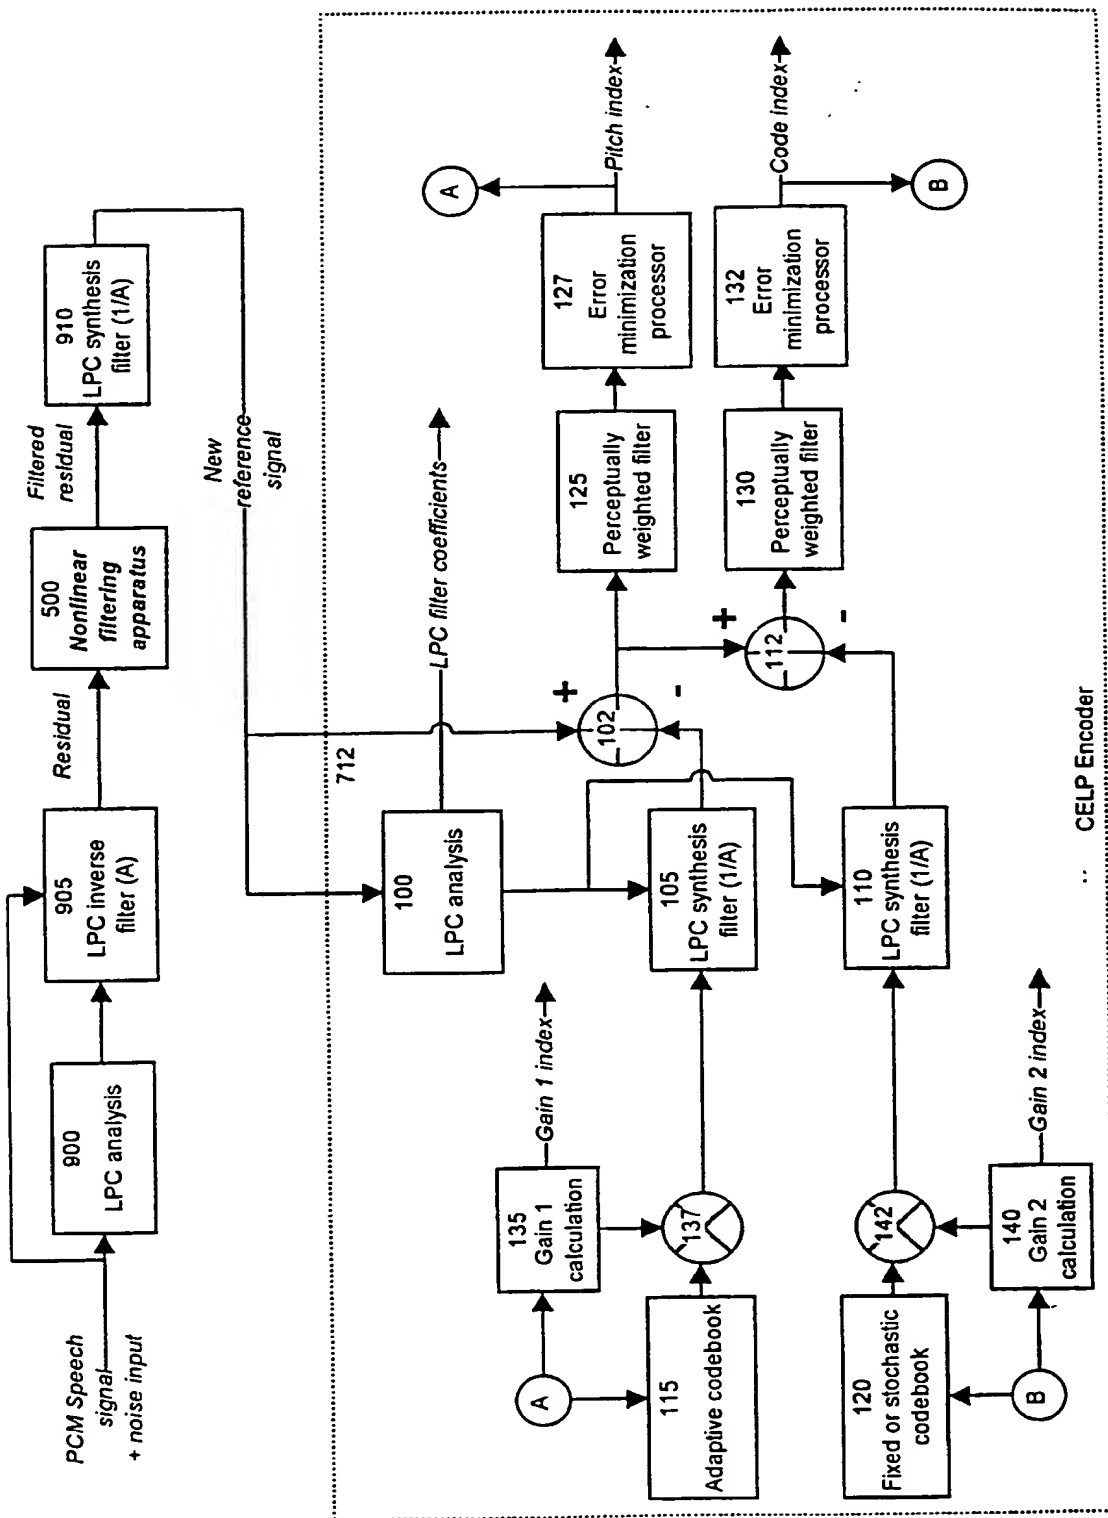 PCM Speech
signal
+ noise input
900
LPC analysis
905
LPC inverse
filter (A)
Residual
500
Nonlinear
filtering
apparatus
Filtered
residual
910
LPC synthesis
filter (1/A)
New
reference
signal
712
100
LPC analysis
LPC filter coefficients
135
Gain 1
calculation
Gain 1 index
A
115
Adaptive codebook
137
105
LPC synthesis
filter (1/A)
+
102
-
125
Perceptually
weighted filter
127
Error
minimization
processor
A
Pitch index
120
Fixed or stochastic
codebook
142
110
LPC synthesis
filter (1/A)
+
112
-
130
Perceptually
weighted filter
132
Error
minimization
processor
Code index
B
B
140
Gain 2
calculation
Gain 2 index
CELP Encoder